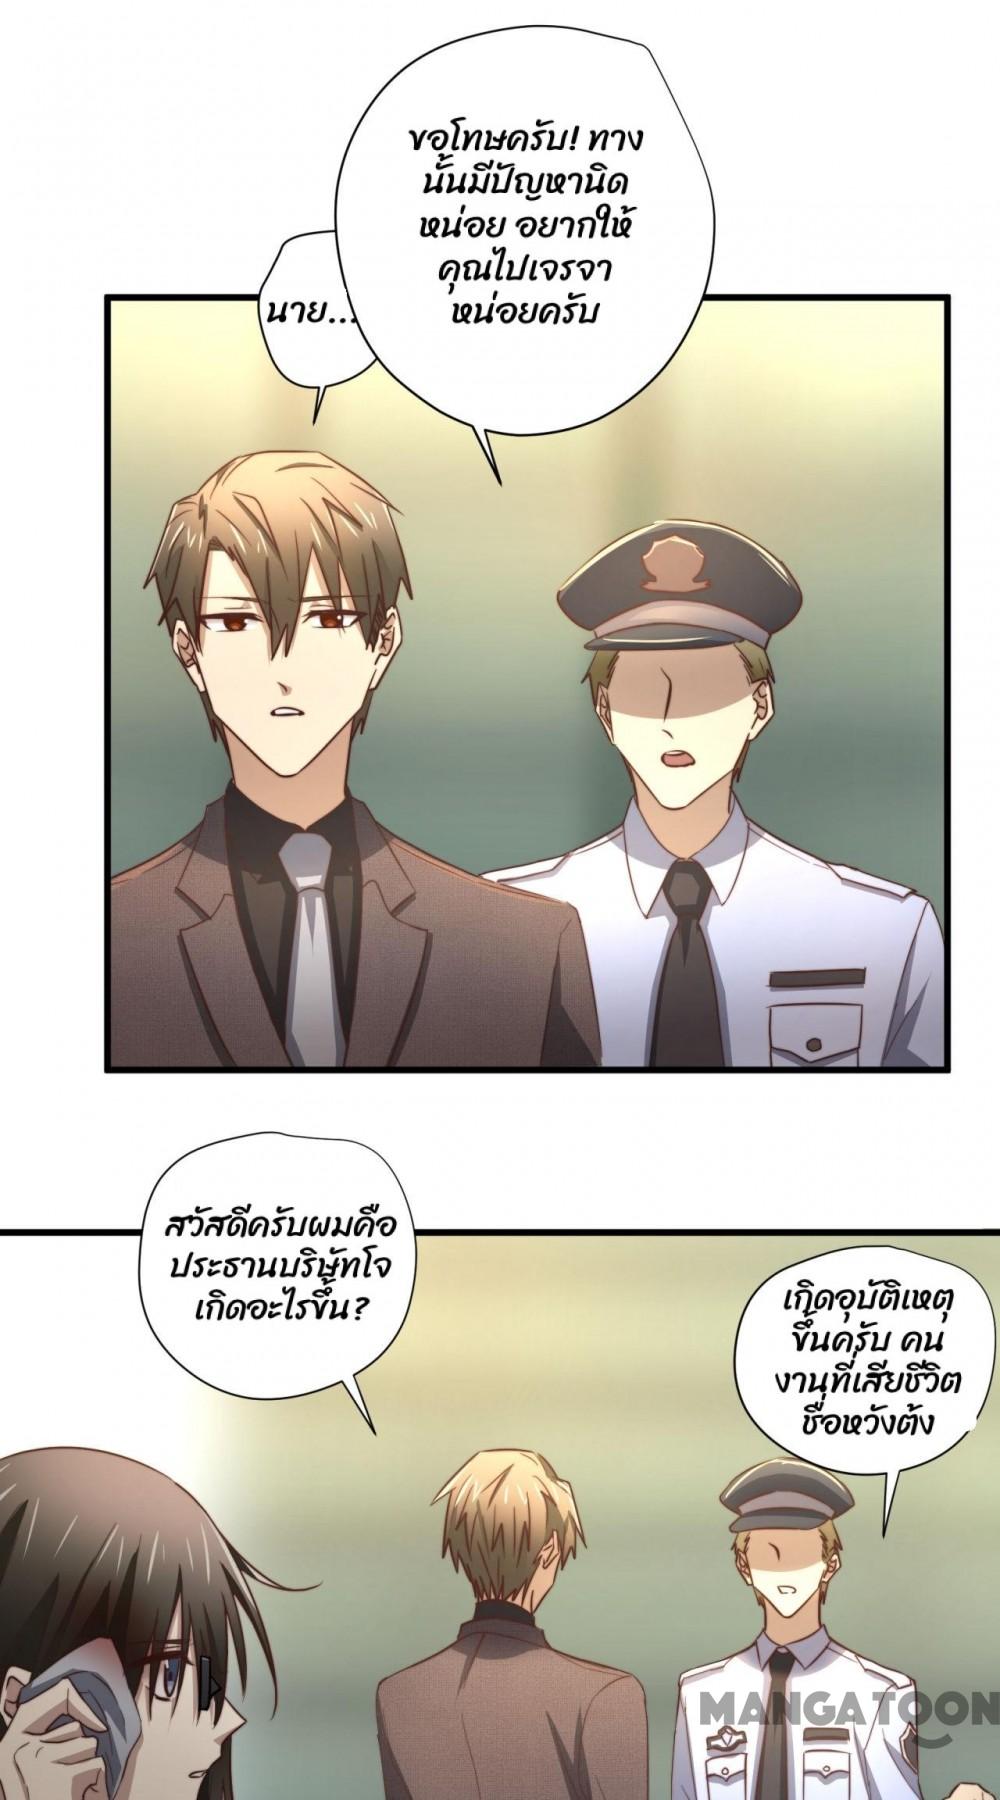 ขอโทษครับ! ทาง
นั้นมีปัญหานิด
หน่อย อยากให้
คุณไปเจรจา
หน่อยครับ
นาย...
สวัสดีครับผมคือ
ประธานบริษัทโจ
เกิดอะไรขึ้น?
เกิดอุบัติเหตุ
ขึ้นครับ คน
งานที่เสียชีวิต
ชื่อหวังต้ง
MANGATOON